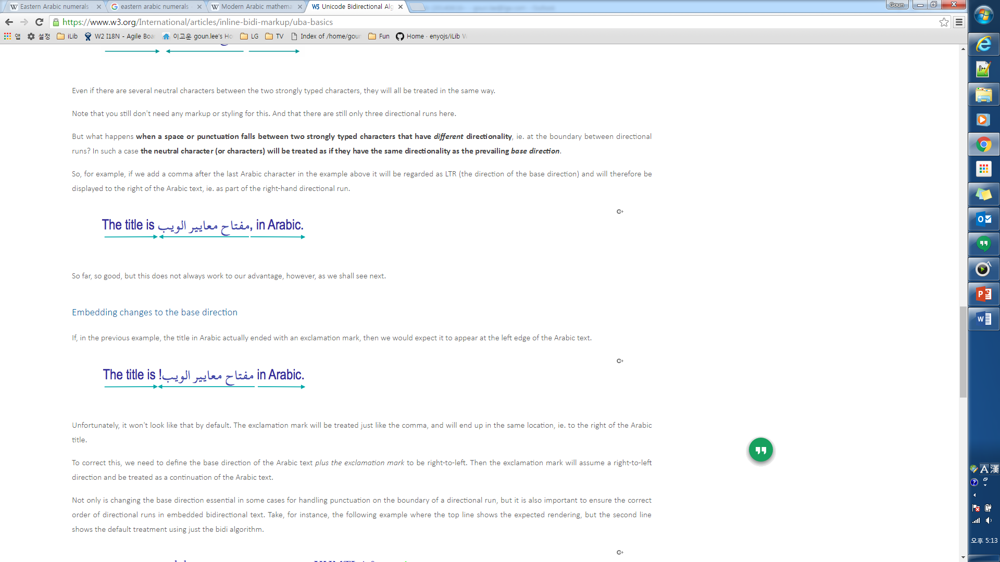 Eastern Arabic numerals
eastern arabic numerals
Modern Arabic mathema
W3 Unicode Bidirectional Alg
Goun
https://www.w3.org/International/articles/inline-bidi-markup/uba-basics
앱 설정 iLib W2 I18N - Agile Boa 이고운 goun.lee's Ho LG TV Index of /home/gour Fun Home · enyojs/iLib W
Even if there are several neutral characters between the two strongly typed characters, they will all be treated in the same way.
Note that you still don't need any markup or styling for this. And that there are still only three directional runs here.
But what happens when a space or punctuation falls between two strongly typed characters that have different directionality, ie. at the boundary between directional
runs? In such a case the neutral character (or characters) will be treated as if they have the same directionality as the prevailing base direction.
So, for example, if we add a comma after the last Arabic character in the example above it will be regarded as LTR (the direction of the base direction) and will therefore be
displayed to the right of the Arabic text, ie. as part of the right-hand directional run.
The title is مفتاح معايير الويب, in Arabic.
So far, so good, but this does not always work to our advantage, however, as we shall see next.
Embedding changes to the base direction
If, in the previous example, the title in Arabic actually ended with an exclamation mark, then we would expect it to appear at the left edge of the Arabic text.
The title is مفتاح معايير الويب! in Arabic.
Unfortunately, it won't look like that by default. The exclamation mark will be treated just like the comma, and will end up in the same location, ie. to the right of the Arabic
title.
To correct this, we need to define the base direction of the Arabic text plus the exclamation mark to be right-to-left. Then the exclamation mark will assume a right-to-left
direction and be treated as a continuation of the Arabic text.
Not only is changing the base direction essential in some cases for handling punctuation on the boundary of a directional run, but it is also important to ensure the correct
order of directional runs in embedded bidirectional text. Take, for instance, the following example where the top line shows the expected rendering, but the second line
shows the default treatment using just the bidi algorithm.
A 漢
오후 5:13